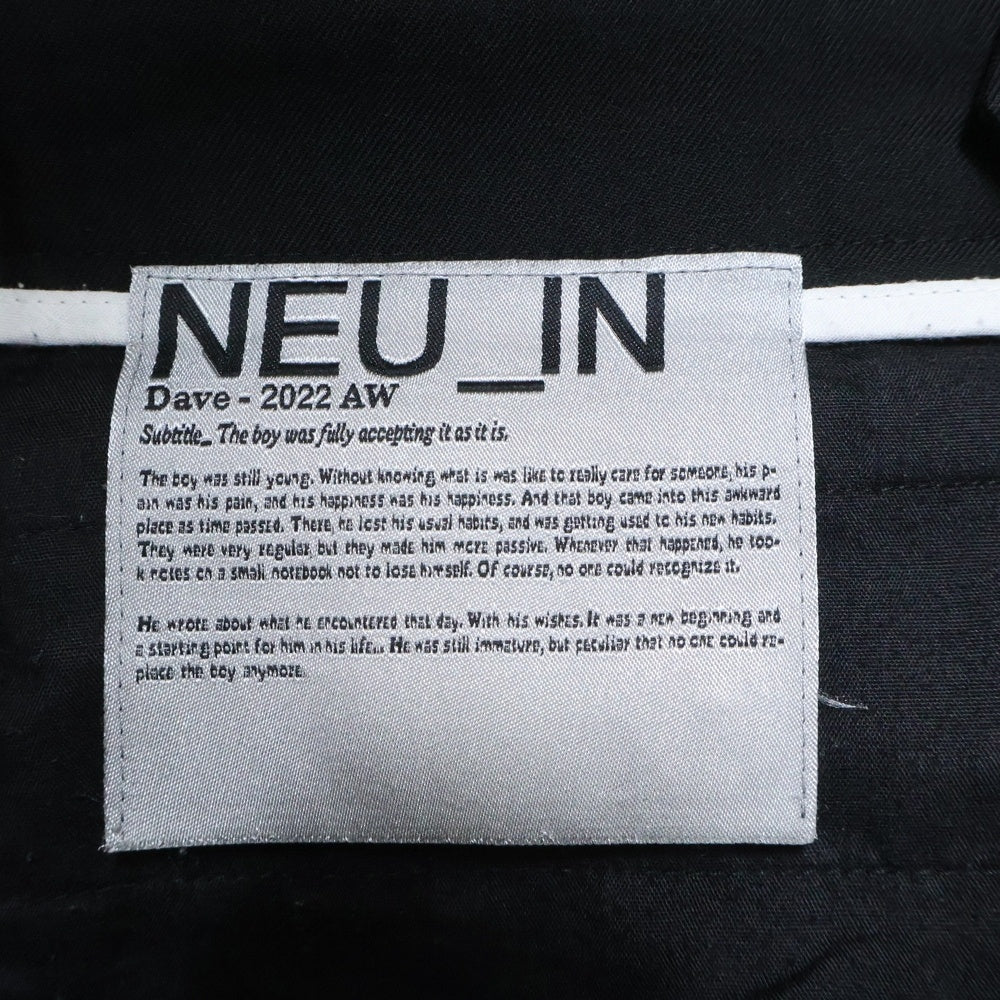 NEU_IN
Dave - 2022 AW
Subtitle_ The boy was fully accepting it as it is.
The boy was still young. Without knowing what is was like to really care for someone, his p-
ain was his pain, and his happiness was his happiness. And that boy came into this awkward
place as time passed. There, he lost his usual habits, and was getting used to his new habits.
They were very regular but they made him more passive. Whenever that happened, he too-
k notes on a small notebook not to lose himself. Of course, no one could recognize it.
He wrote about what he encountered that day. With his wishes. It was a new beginning and
a starting point for him in his life... He was still immature, but peculiar that no one could re-
place the boy anymore.